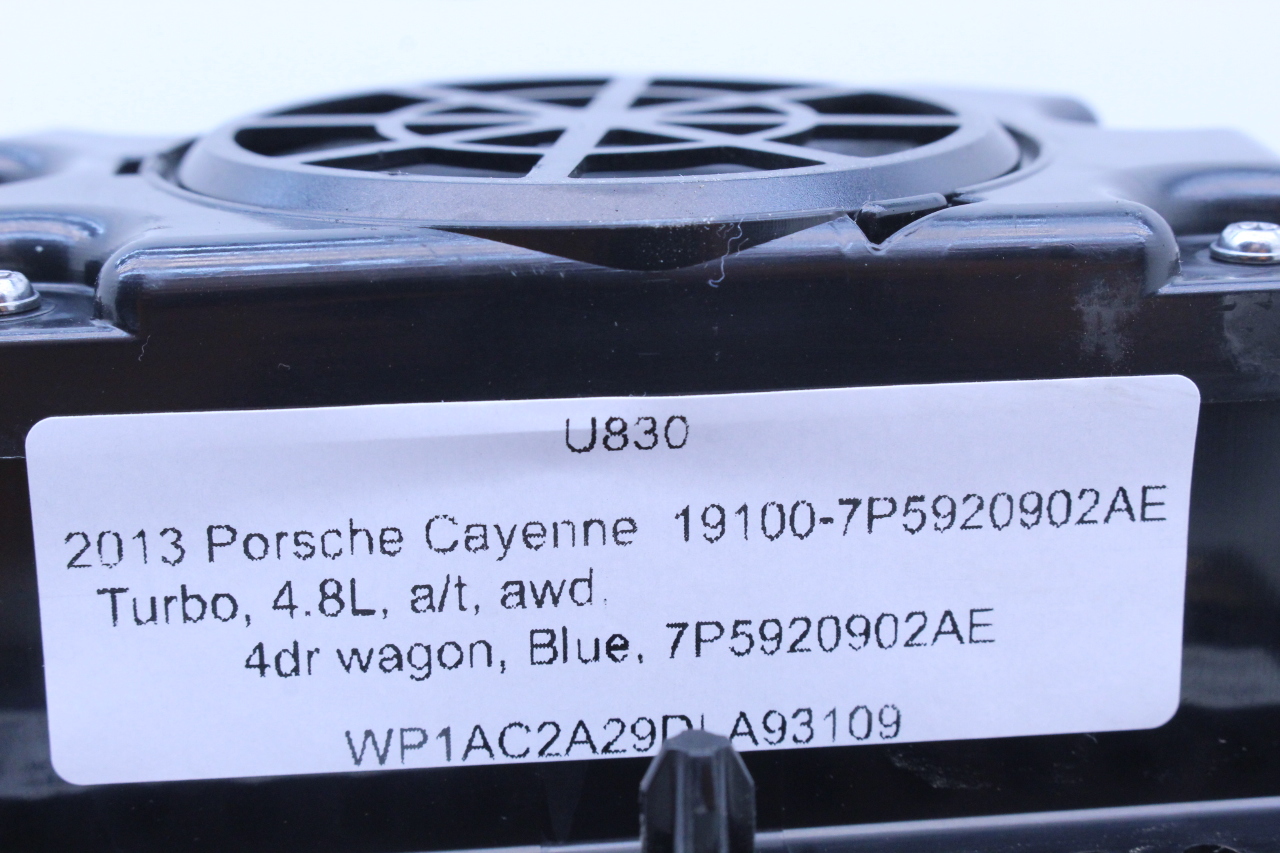 U830
2013 Porsche Cayenne 19100-7P5920902AE
Turbo, 4.8L, a/t, awd.
4dr wagon, Blue, 7P5920902AE
WP1AC2A29DLA93109